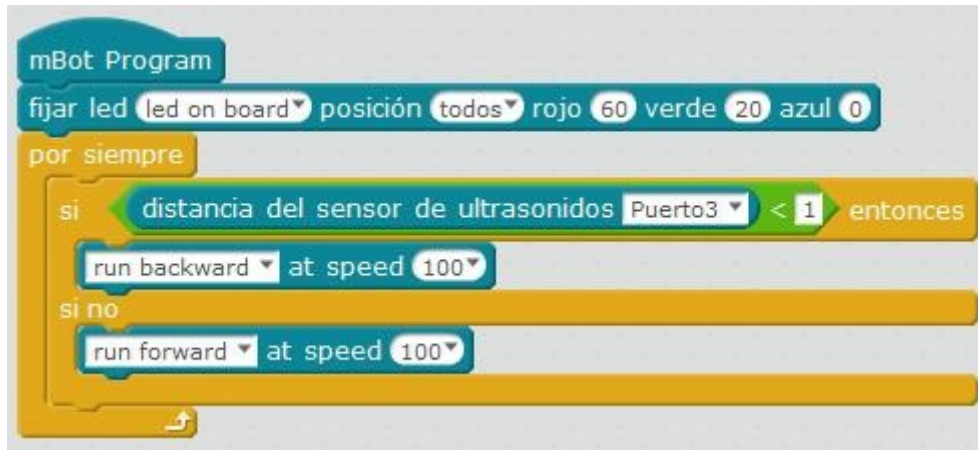 mBot Program
fijar led led on board posición todos rojo 60 verde 20 azul 0
por siempre
si distancia del sensor de ultrasonidos Puerto3 < 1 entonces
run backward at speed 100
si no
run forward at speed 100